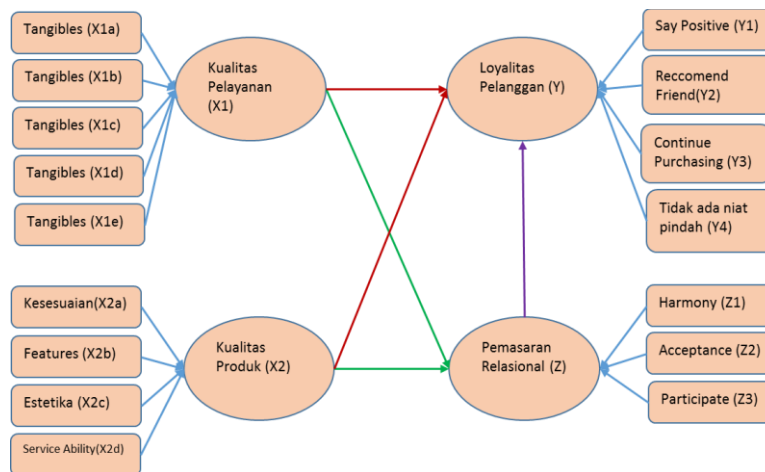 Tangibles (X1a)
Tangibles (X1b)
Tangibles (X1c)
Tangibles (X1d)
Tangibles (X1e)
Kualitas
Pelayanan
(X1)
Loyalitas
Pelanggan (Y)
Say Positive (Y1)
Reccomend
Friend(Y2)
Continue
Purchasing (Y3)
Tidak ada niat
pindah (Y4)
Kesesuaian(X2a)
Features (X2b)
Estetika (X2c)
Service Ability(X2d)
Kualitas
Produk (X2)
Pemasaran
Relasional (Z)
Harmony (Z1)
Acceptance (Z2)
Participate (Z3)